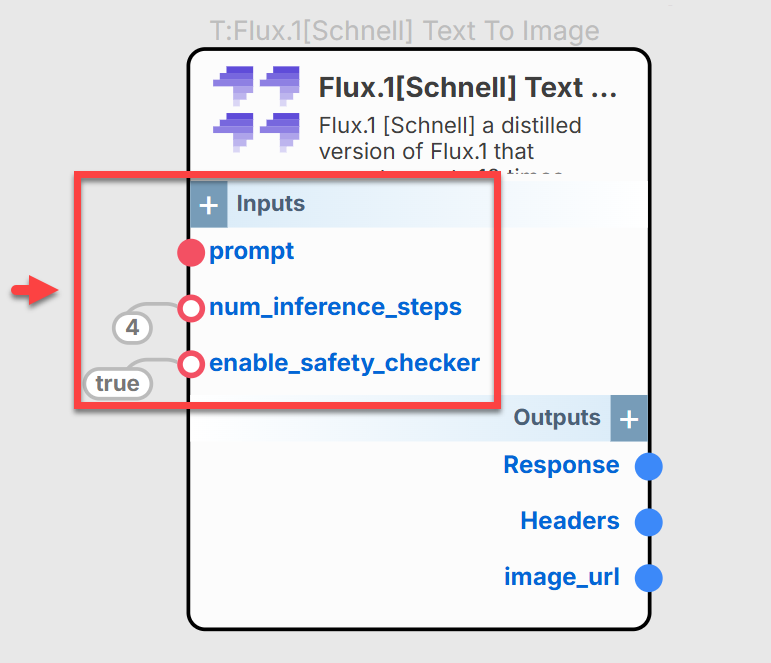 T:Flux.1[Schnell] Text To Image
Flux.1[Schnell] Text ...
Flux.1 [Schnell] a distilled
version of Flux.1 that
+ Inputs
prompt
num_inference_steps
4
enable_safety_checker
true
Outputs +
Response
Headers
image_url